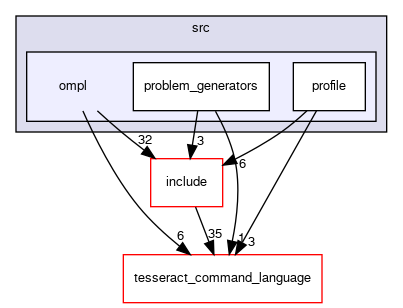 src
ompl
problem_generators
profile
32
3
6
include
6
35
1
3
tesseract_command_language